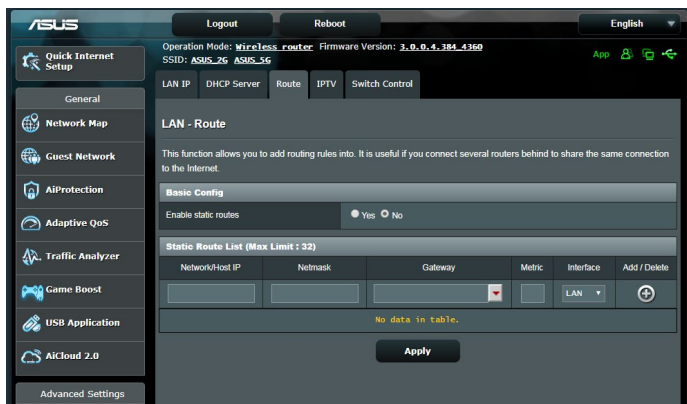 ASUS
Logout
Reboot
English
Quick Internet Setup
Operation Mode: Wireless router Firmware Version: 3.0.0.4.384_4360
SSID: ASUS_2G ASUS_5G
App
LAN IP DHCP Server Route IPTV Switch Control
General
Network Map
Guest Network
AiProtection
Adaptive QoS
Traffic Analyzer
Game Boost
USB Application
AiCloud 2.0
Advanced Settings
LAN - Route
This function allows you to add routing rules into. It is useful if you connect several routers behind to share the same connection
to the Internet.
Basic Config
Enable static routes Yes No
Static Route List (Max Limit : 32)
Network/Host IP Netmask Gateway Metric Interface Add / Delete
LAN
No data in table.
Apply